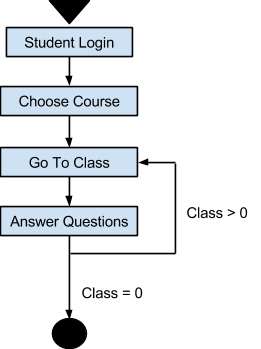 Student Login
Choose Course
Go To Class
Answer Questions
Class > 0
Class = 0